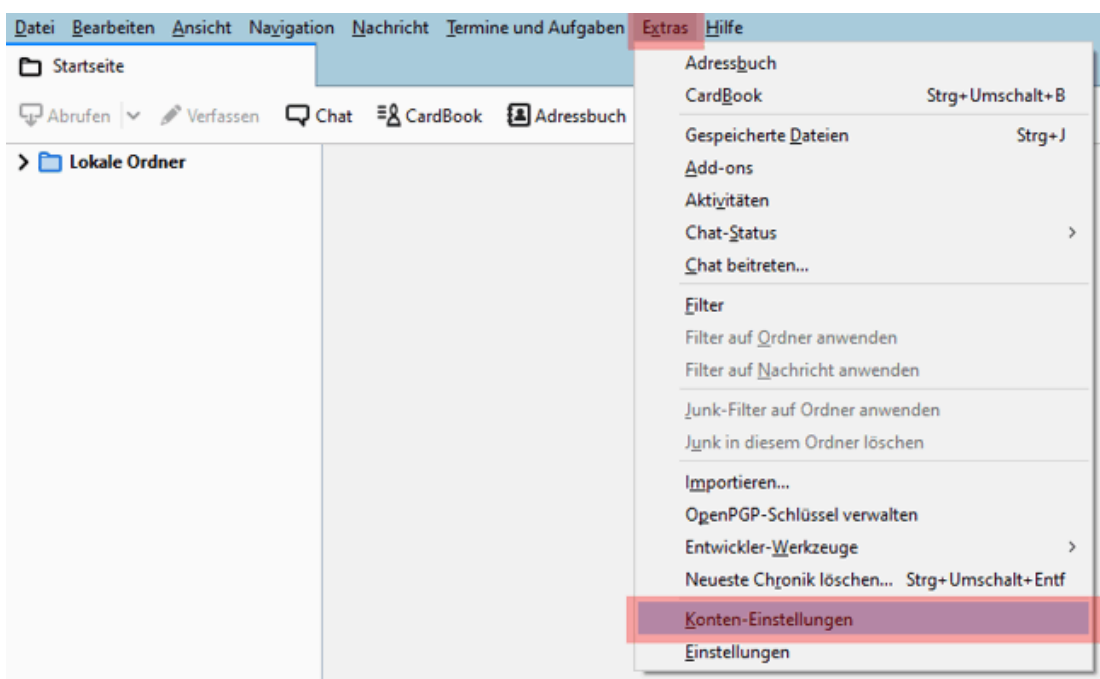 Datei Bearbeiten Ansicht Navigation Nachricht Termine und Aufgaben Extras Hilfe
Startseite
Abrufen Verfassen Chat CardBook Adressbuch
Lokale Ordner
Adressbuch
CardBook Strg+Umschalt+B
Gespeicherte Dateien Strg+J
Add-ons
Aktivitäten
Chat-Status
Chat beitreten...
Filter
Filter auf Ordner anwenden
Filter auf Nachricht anwenden
Junk-Filter auf Ordner anwenden
Junk in diesem Ordner löschen
Importieren...
OpenPGP-Schlüssel verwalten
Entwickler-Werkzeuge
Neueste Chronik löschen... Strg+Umschalt+Entf
Konten-Einstellungen
Einstellungen